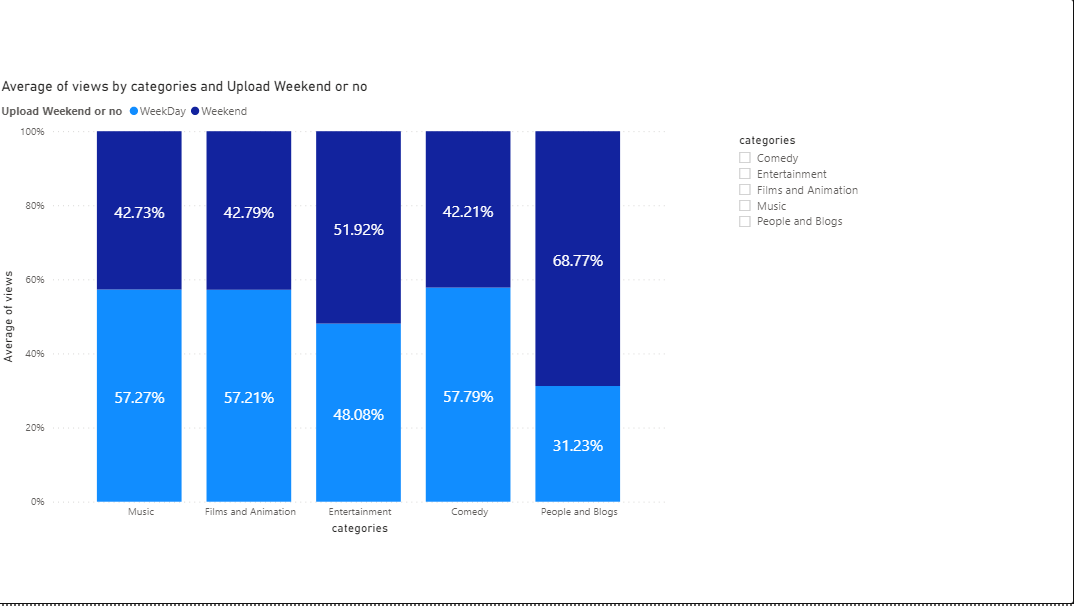 Average of views by categories and Upload Weekend or no
Upload Weekend or no WeekDay Weekend
100%
80%
60%
40%
20%
0%
Average of views
42.73%
42.79%
51.92%
42.21%
68.77%
57.27%
57.21%
48.08%
57.79%
31.23%
Music
Films and Animation
Entertainment
Comedy
People and Blogs
categories
categories
Comedy
Entertainment
Films and Animation
Music
People and Blogs